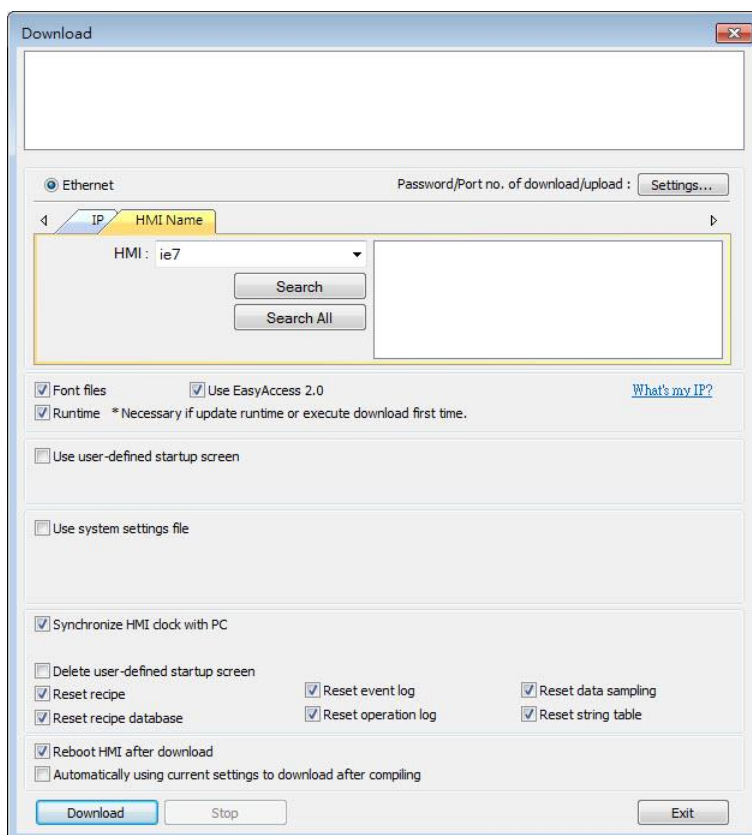 Download
Ethernet Password/Port no. of download/upload : Settings...
IP HMI Name
HMI : ie7
Search
Search All
Font files Use EasyAccess 2.0 What's my IP?
Runtime * Necessary if update runtime or execute download first time.
Use user-defined startup screen
Use system settings file
Synchronize HMI clock with PC
Delete user-defined startup screen
Reset recipe Reset event log Reset data sampling
Reset recipe database Reset operation log Reset string table
Reboot HMI after download
Automatically using current settings to download after compiling
Download Stop Exit